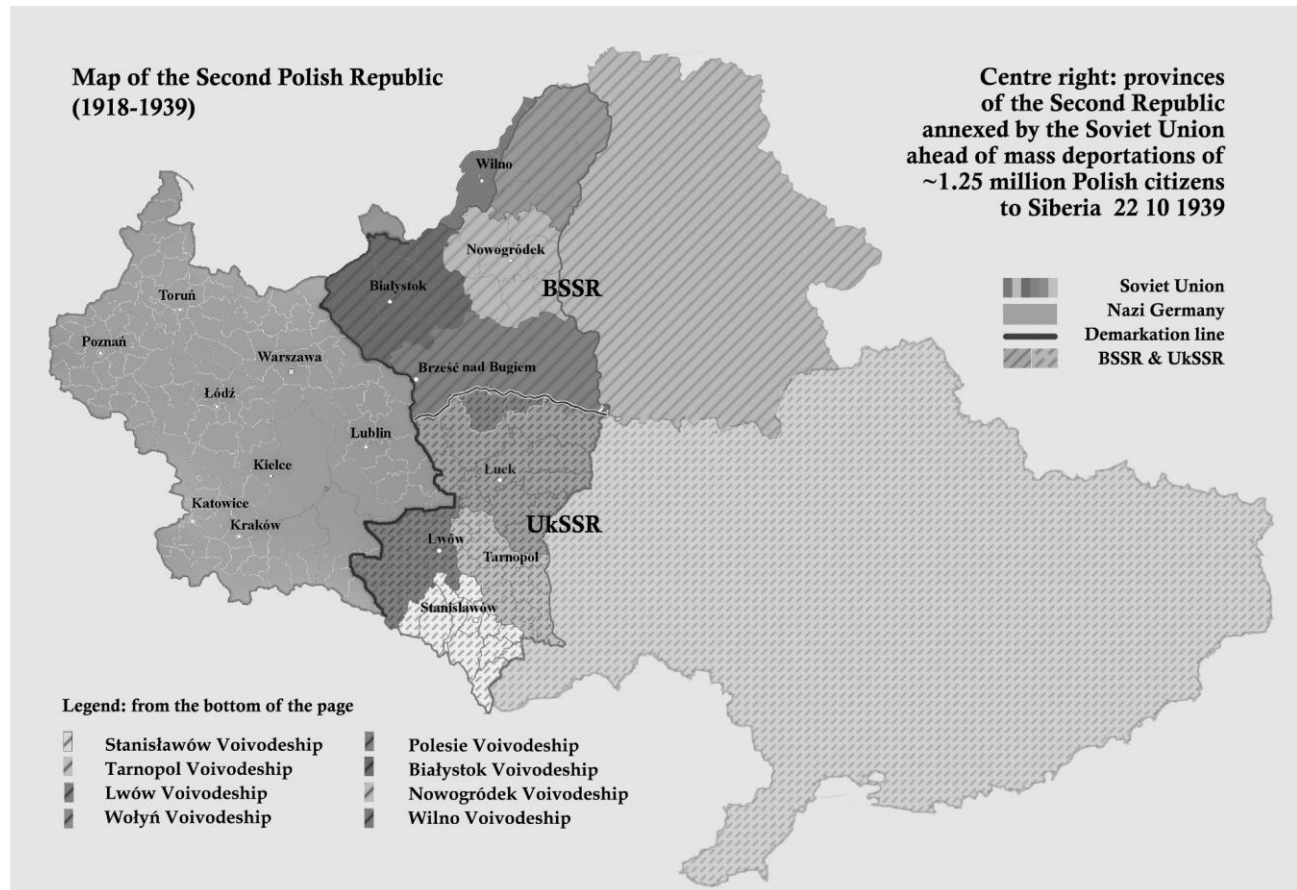 Map of the Second Polish Republic
(1918-1939)
Centre right: provinces
of the Second Republic
annexed by the Soviet Union
ahead of mass deportations of
~1.25 million Polish citizens
to Siberia 22 10 1939
Soviet Union
Nazi Germany
Demarkation line
BSSR & UkSSR
Wilno
Nowogródek
BSSR
Białystok
Toruń
Poznań
Warszawa
Brześć nad Bugiem
Łódź
Lublin
Kielce
Łuck
Katowice
Kraków
UkSSR
Lwów
Tarnopol
Stanisławów
Legend: from the bottom of the page
Stanisławów Voivodeship
Tarnopol Voivodeship
Lwów Voivodeship
Wołyń Voivodeship
Polesie Voivodeship
Białystok Voivodeship
Nowogródek Voivodeship
Wilno Voivodeship